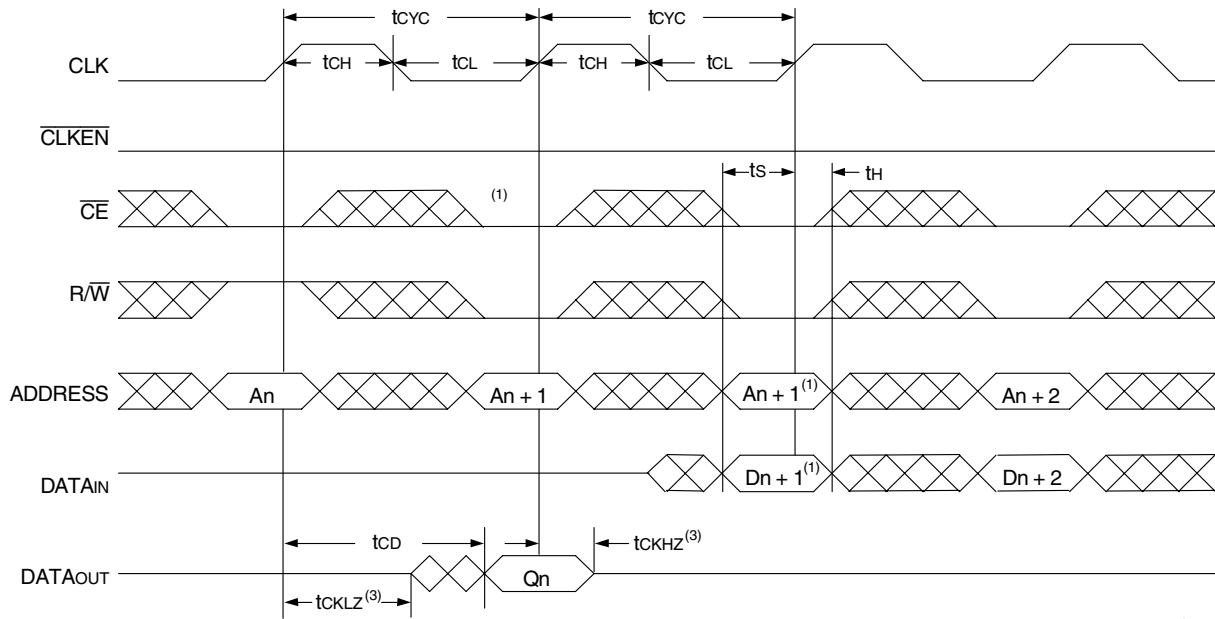 tCYC tCYC
CLK tCH tCL tCH tCL
CLKEN
tS tH
CE (1)
R/W
ADDRESS An An + 1 An + 1(1) An + 2
DATAIN Dn + 1(1) Dn + 2
tCD tCKHZ(3)
DATAOUT Qn
tCKLZ(3)